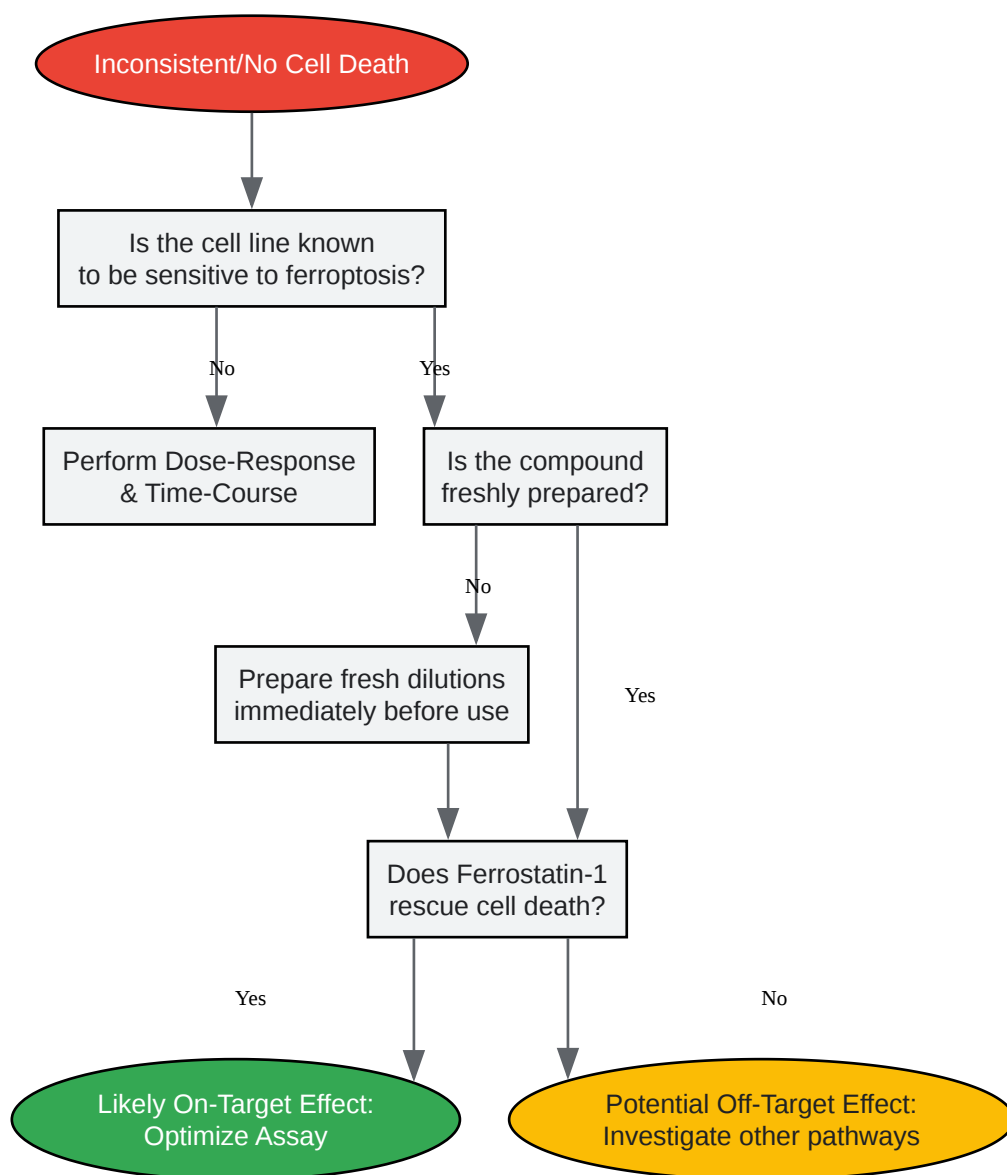 Inconsistent/No Cell Death
Is the cell line known
to be sensitive to ferroptosis?
No
Yes
Perform Dose-Response
& Time-Course
Is the compound
freshly prepared?
No
Prepare fresh dilutions
immediately before use
Yes
Does Ferrostatin-1
rescue cell death?
Yes
No
Likely On-Target Effect:
Optimize Assay
Potential Off-Target Effect:
Investigate other pathways